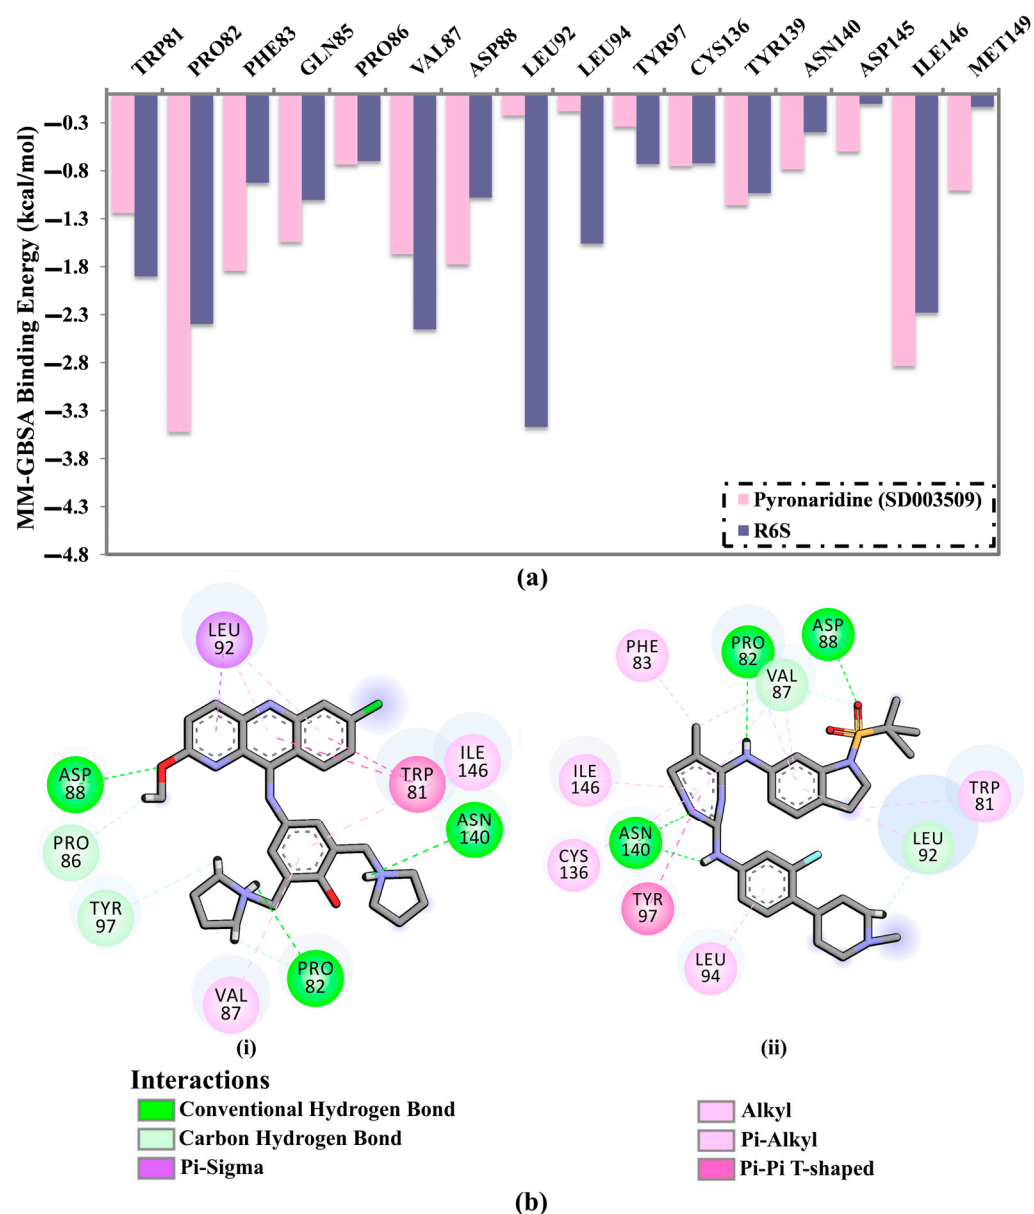 TRP81 PRO82 PHE83 GLN85 PRO86 VAL87 ASP88 LEU92 LEU94 TYR97 CYS136 TYR139 ASN140 ASP145 ILE146 MET149
MM-GBSA Binding Energy (kcal/mol)
−0.3
−0.8
−1.3
−1.8
−2.3
−2.8
−3.3
−3.8
−4.3
−4.8
Pyronaridine (SD003509)
R6S
(a)
LEU
92
ASP
88
PRO
86
TYR
97
VAL
87
PRO
82
ASN
140
TRP
81
ILE
146
(i)
PHE
83
PRO
82
VAL
87
ASP
88
ILE
146
CYS
136
ASN
140
TYR
97
LEU
94
LEU
92
TRP
81
(ii)
Interactions
Conventional Hydrogen Bond
Carbon Hydrogen Bond
Pi-Sigma
Alkyl
Pi-Alkyl
Pi-Pi T-shaped
(b)